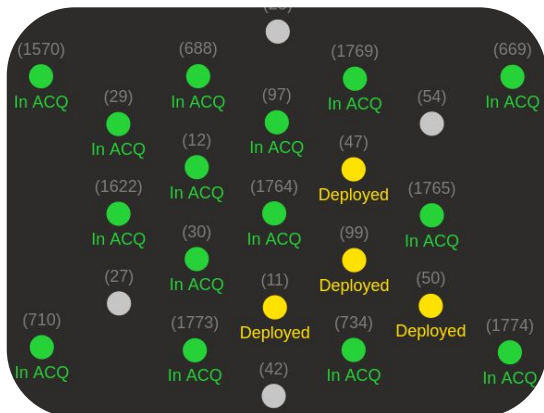 (1570) (688) (1769) (669)
In ACQ In ACQ In ACQ In ACQ
(29) (97) (54)
In ACQ In ACQ
(12) (47)
In ACQ Deployed
(1622) (1764) (1765)
In ACQ In ACQ In ACQ
(30) (99)
In ACQ Deployed
(27) (11) (50)
Deployed Deployed
(710) (1773) (734) (1774)
In ACQ In ACQ In ACQ In ACQ
(42)